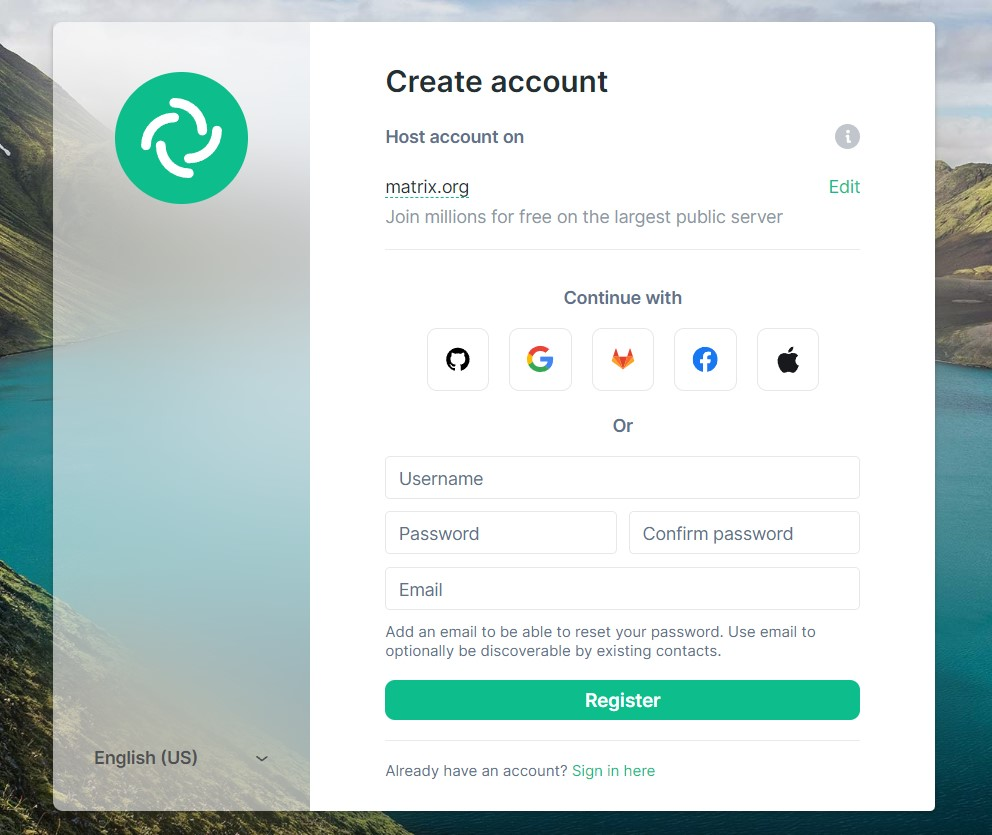 Create account
Host account on
matrix.org
Edit
Join millions for free on the largest public server
Continue with
Or
Username
Password
Confirm password
Email
Add an email to be able to reset your password. Use email to
optionally be discoverable by existing contacts.
Register
English (US)
Already have an account? Sign in here